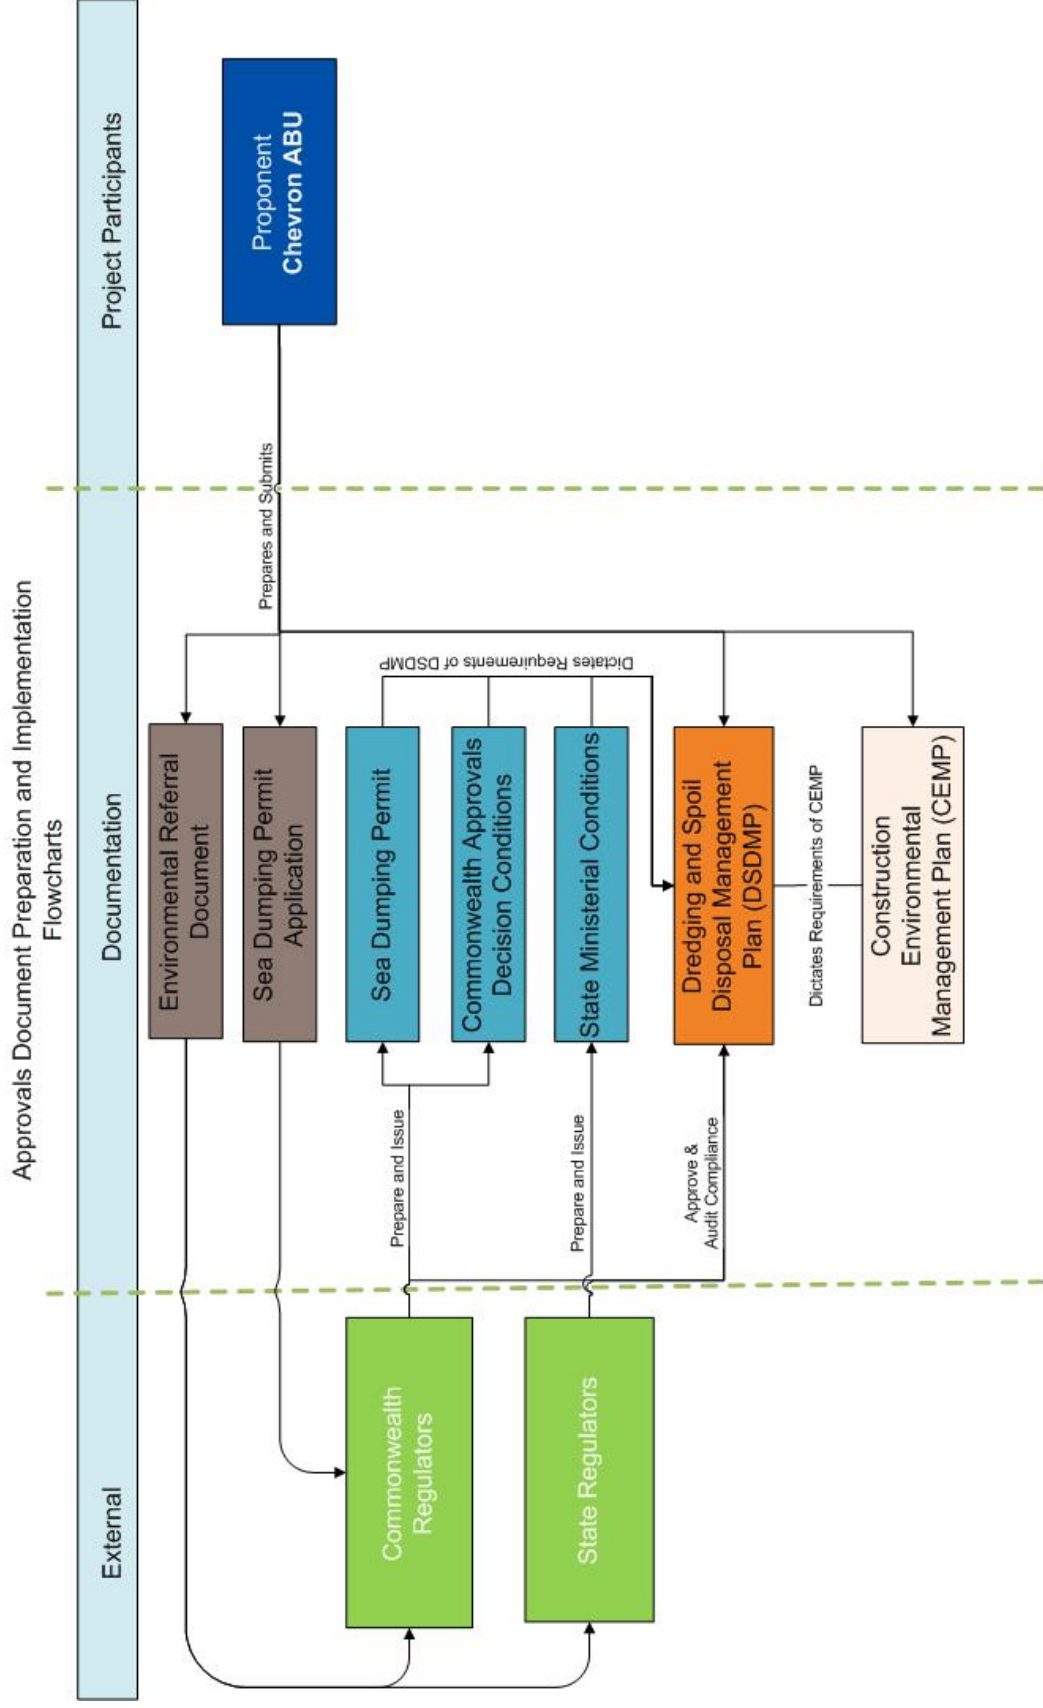 Approvals Document Preparation and Implementation
Flowcharts
External
Documentation
Project Participants
Environmental Referral
Document
Sea Dumping Permit
Application
Prepares and Submits
Proponent
Chevron ABU
Commonwealth
Regulators
Prepare and Issue
Sea Dumping Permit
Commonwealth Approvals
Decision Conditions
Dictates Requirements of DSDMP
State Regulators
Prepare and Issue
State Ministerial Conditions
Approve &
Audit Compliance
Dredging and Spoil
Disposal Management
Plan (DSDMP)
Dictates Requirements of CEMP
Construction
Environmental
Management Plan (CEMP)